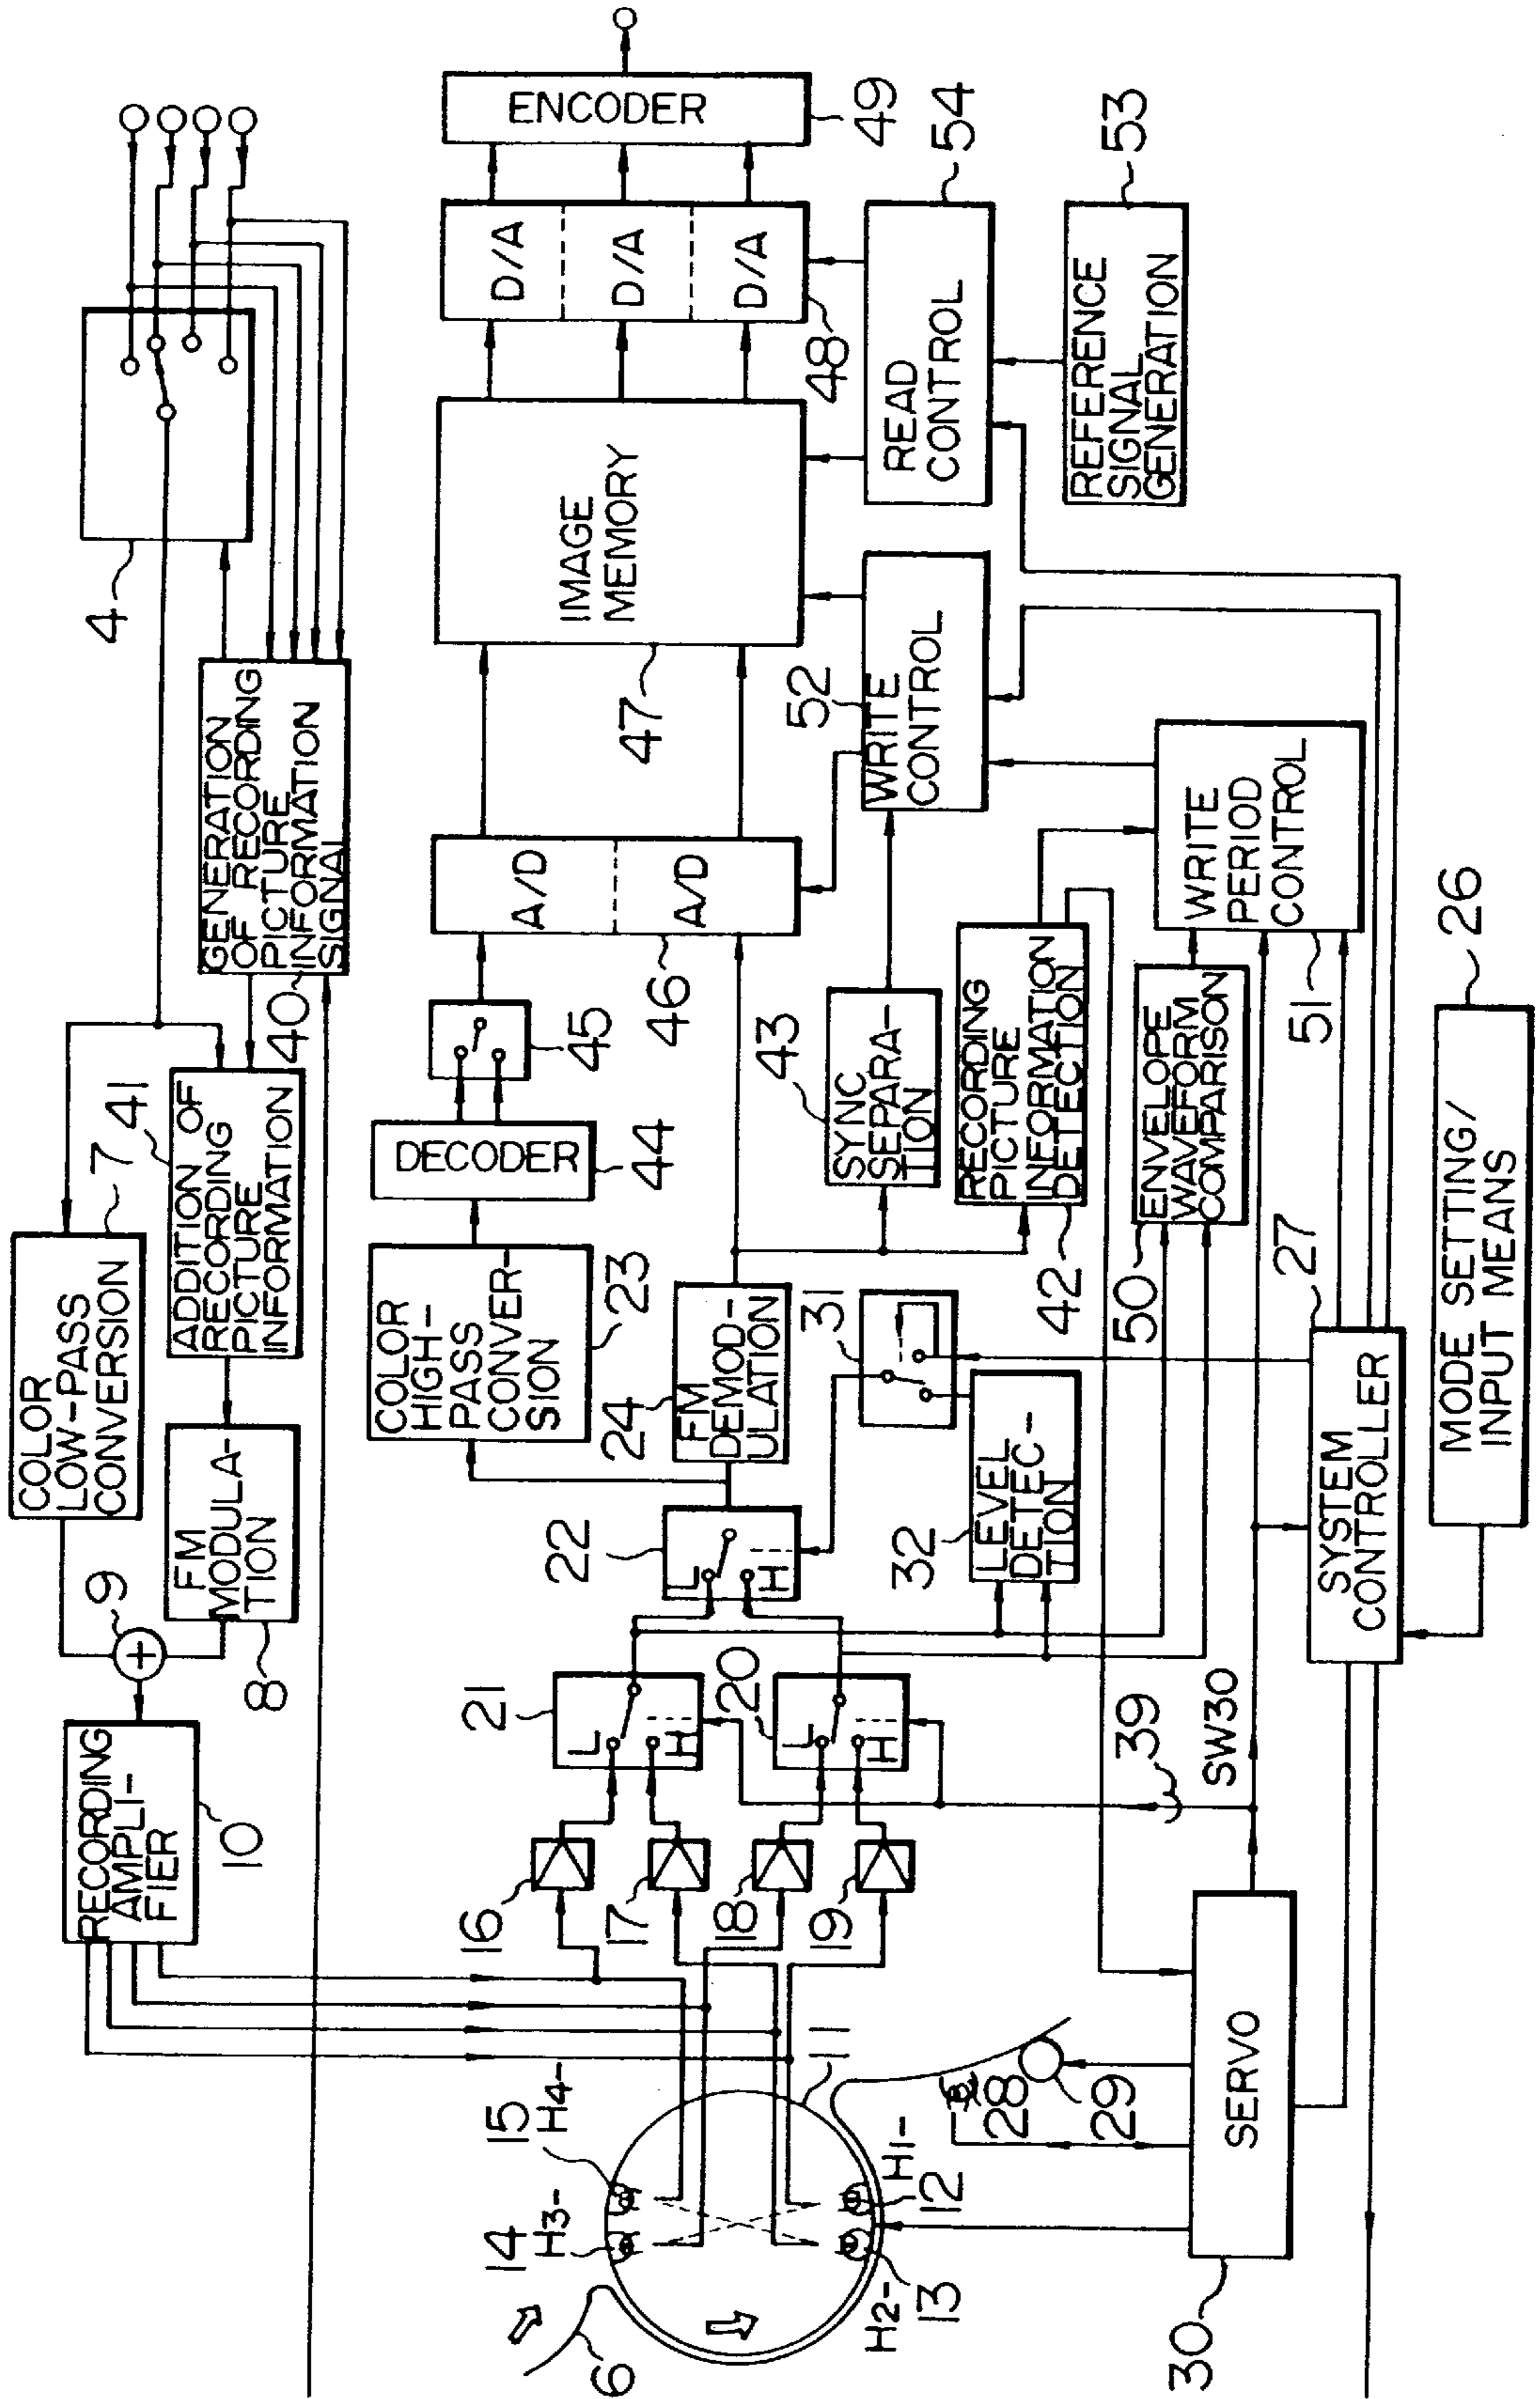 4
GENERATION
OF RECORDING
PICTURE
INFORMATION
SIGNAL
40
COLOR
LOW-PASS
CONVERSION
7
41
ADDITION OF
RECORDING
PICTURE
INFORMATION
FM
MODULA-
TION
8
9
RECORDING
AMPLI-
FIER
10
ENCODER
49
D/A
D/A
D/A
48
IMAGE
MEMORY
47
A/D
A/D
46
45
DECODER
44
COLOR
HIGH-
PASS
CONVER-
SION
23
24
FM
DEMOD-
ULATION
22
L
H
21
L
H
20
L
H
16
17
18
19
15
H4-
14
H3-
11
H1-
12
H2-
13
6
28
29
SERVO
30
39
SW30
READ
CONTROL
54
REFERENCE
SIGNAL
GENERATION
53
52
WRITE
CONTROL
WRITE
PERIOD
CONTROL
51
43
SYNC
SEPARA-
TION
RECORDING
PICTURE
INFORMATION
DETECTION
42
50
ENVELOPE
WAVEFORM
COMPARISON
31
32
LEVEL
DETEC-
TION
27
SYSTEM
CONTROLLER
26
MODE SETTING/
INPUT MEANS